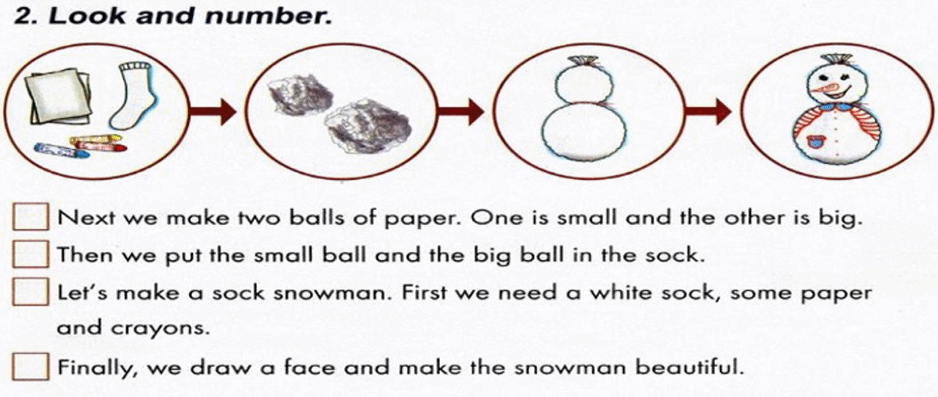 2. Look and number.
Next we make two balls of paper. One is small and the other is big.
Then we put the small ball and the big ball in the sock.
Let's make a sock snowman. First we need a white sock, some paper
and crayons.
Finally, we draw a face and make the snowman beautiful.